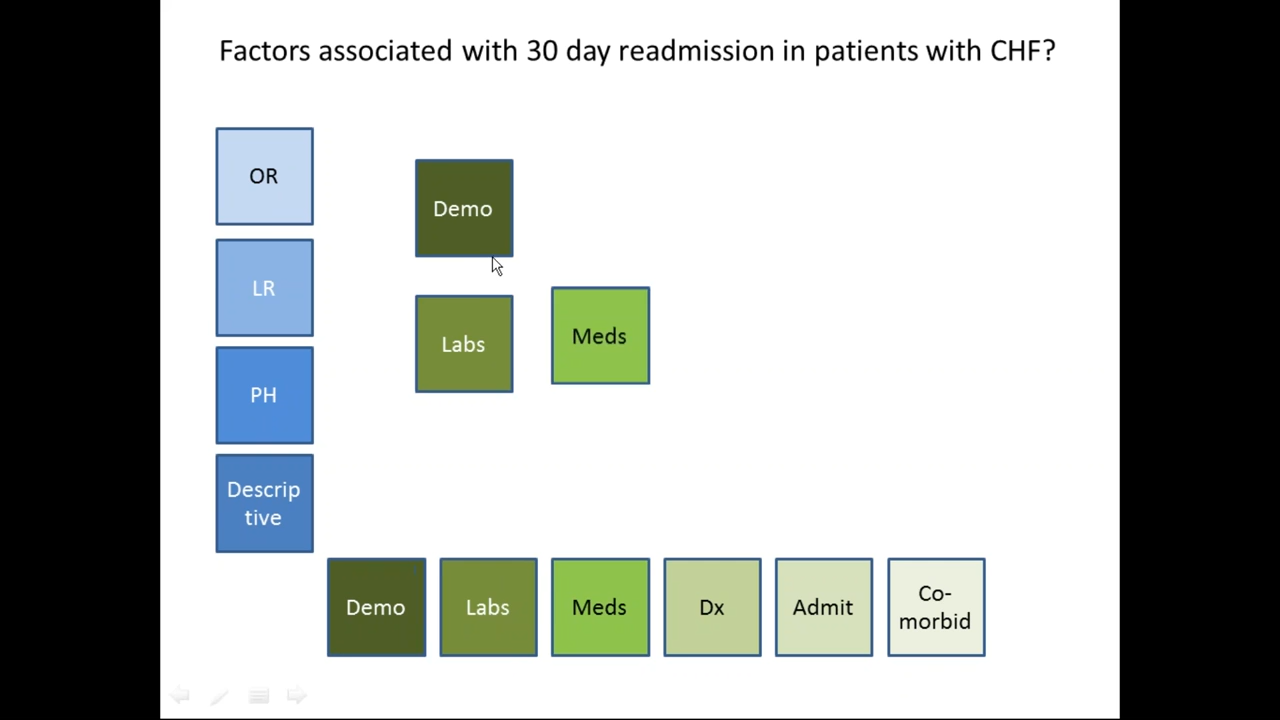 Factors associated with 30 day readmission in patients with CHF?
OR
LR
PH
Descrip
tive
Demo
Labs
Meds
Demo
Labs
Meds
Dx
Admit
Co-
morbid